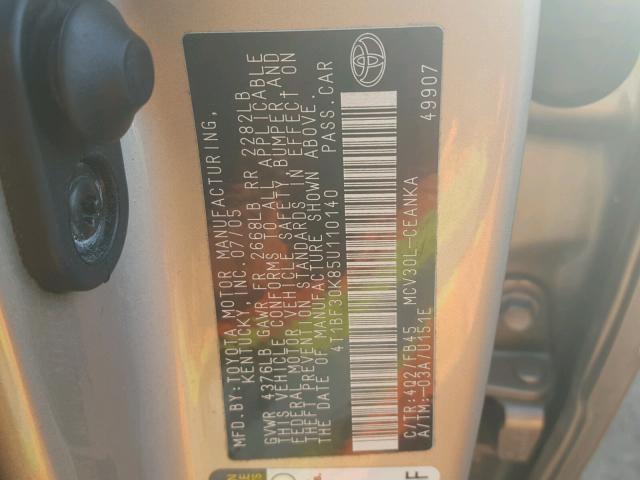 MFD.BY:TOYOTA MOTOR MANUFACTURING,
KENTUCKY, INC. 07/05
GVWR 4376LB GAWR FR 2668LB RR 2282LB
THIS VEHICLE CONFORMS TO ALL APPLICABLE
FEDERAL MOTOR VEHICLE SAFETY, BUMPER, AND
THEFT PREVENTION STANDARDS IN EFFECT ON
THE DATE OF MANUFACTURE SHOWN ABOVE.
4T1BF30K85U110140 PASS.CAR
C/TR:4Q2/FB45 MCV30L-CEANKA
A/TM:-03A/U151E 49907
F